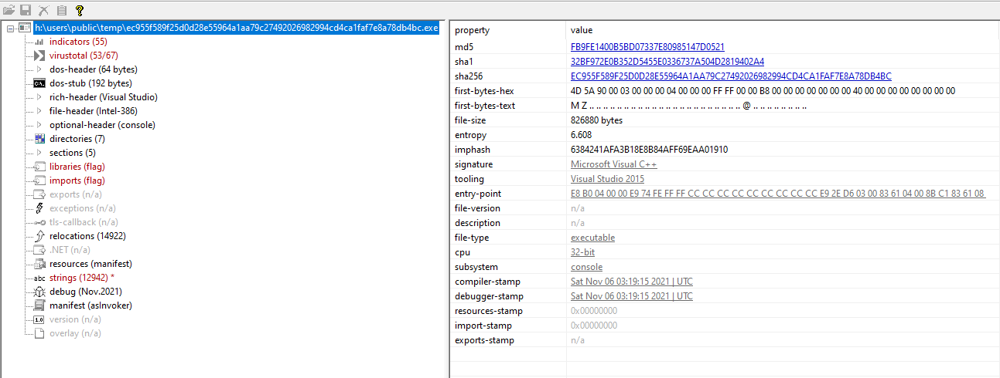 h:\users\public\temp\ec955f589f25d0d28e55964a1aa79c27492026982994cd4ca1faf7e8a78db4bc.exe
indicators (55)
virustotal (53/67)
dos-header (64 bytes)
dos-stub (192 bytes)
rich-header (Visual Studio)
file-header (Intel-386)
optional-header (console)
directories (7)
sections (5)
libraries (flag)
imports (flag)
exports (n/a)
exceptions (n/a)
tls-callback (n/a)
relocations (14922)
.NET (n/a)
resources (manifest)
abc strings (12942) *
debug (Nov.2021)
manifest (asInvoker)
1.0 version (n/a)
overlay (n/a)
property value
md5 FB9FE1400B5BD07337E80985147D0521
sha1 32BF972E0B352D5455E0336737A504D2819402A4
sha256 EC955F589F25D0D28E55964A1AA79C27492026982994CD4CA1FAF7E8A78DB4BC
first-bytes-hex 4D 5A 90 00 03 00 00 00 04 00 00 00 FF FF 00 00 B8 00 00 00 00 00 00 00 40 00 00 00 00 00 00 00
first-bytes-text M Z .. .. .. .. .. .. .. .. .. .. .. .. .. .. .. .. .. .. .. .. .. .. @ .. .. .. .. .. .. ..
file-size 826880 bytes
entropy 6.608
imphash 6384241AFA3B18E8B84AFF69EAA01910
signature Microsoft Visual C++
tooling Visual Studio 2015
entry-point E8 B0 04 00 00 E9 74 FE FF FF CC CC CC CC CC CC CC CC CC CC E9 2E D6 03 00 83 61 04 00 8B C1 83 61 08
file-version n/a
description n/a
file-type executable
cpu 32-bit
subsystem console
compiler-stamp Sat Nov 06 03:19:15 2021 | UTC
debugger-stamp Sat Nov 06 03:19:15 2021 | UTC
resources-stamp 0x00000000
import-stamp 0x00000000
exports-stamp n/a